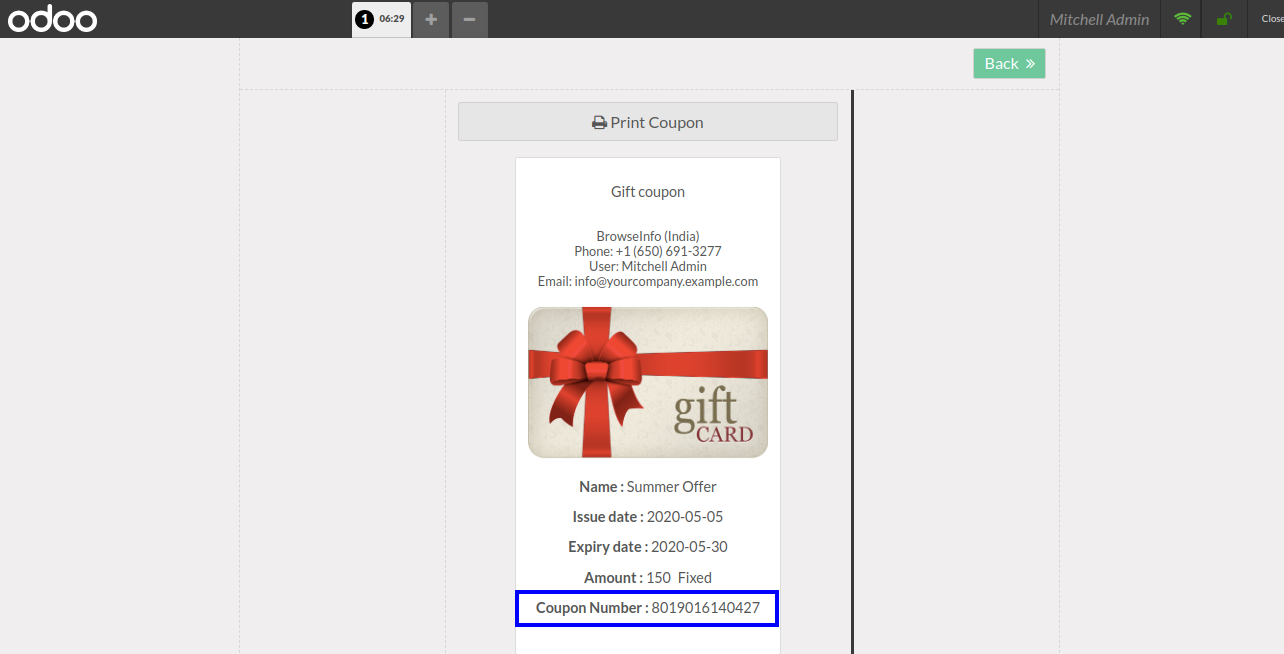 odoo
1 06:29
Mitchell Admin
Close
Back
Print Coupon
Gift coupon
BrowseInfo (India)
Phone: +1 (650) 691-3277
User: Mitchell Admin
Email: info@yourcompany.example.com
gift
CARD
Name : Summer Offer
Issue date : 2020-05-05
Expiry date : 2020-05-30
Amount : 150 Fixed
Coupon Number : 8019016140427